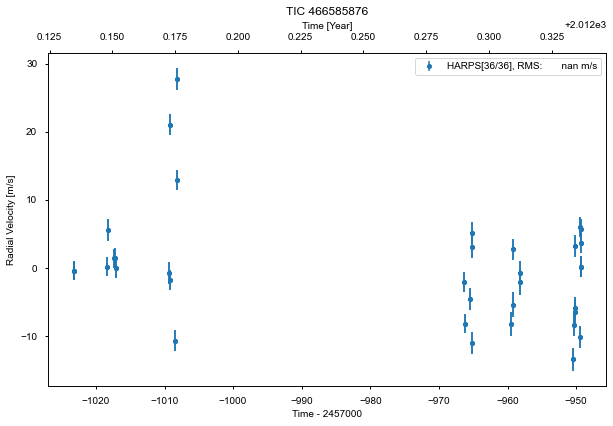 TIC 466585876
Time [Year]
0.125 0.150 0.175 0.200 0.225 0.250 0.275 0.300 0.325
+2.012e3
HARPS[36/36], RMS: nan m/s
Radial Velocity [m/s]
30
20
10
0
−10
−1020 −1010 −1000 −990 −980 −970 −960 −950
Time - 2457000